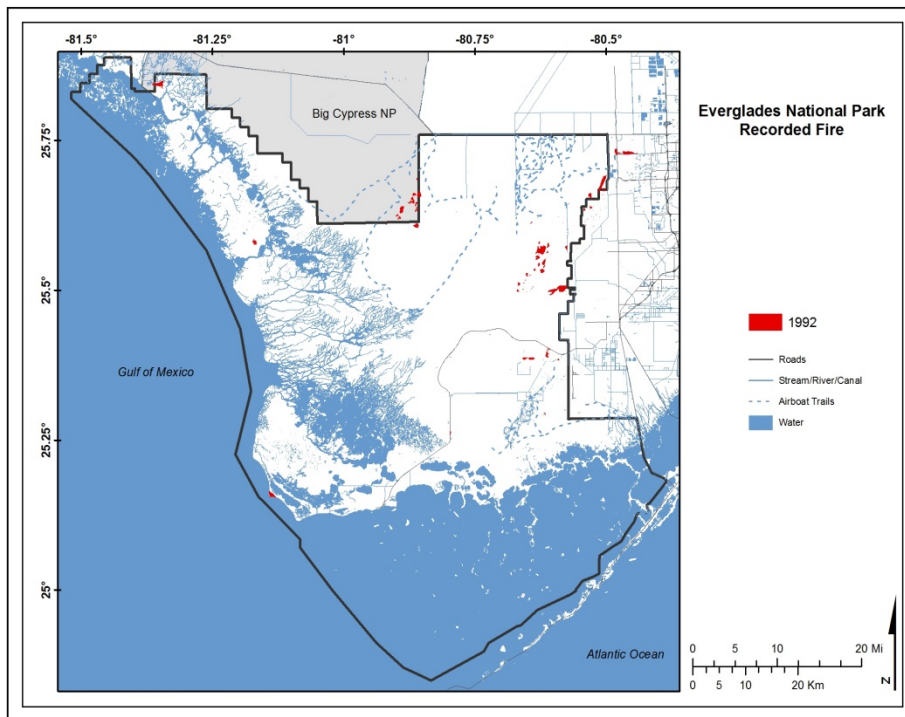 -81.5
-81.25
-81°
-80.75
-80.5
25.75°
25.5°
25.25°
25°
Big Cypress NP
Gulf of Mexico
Atlantic Ocean
Everglades National Park
Recorded Fire
1992
Roads
Stream/River/Canal
Airboat Trails
Water
0 5 10 20 Mi
0 5 10 20 Km
N